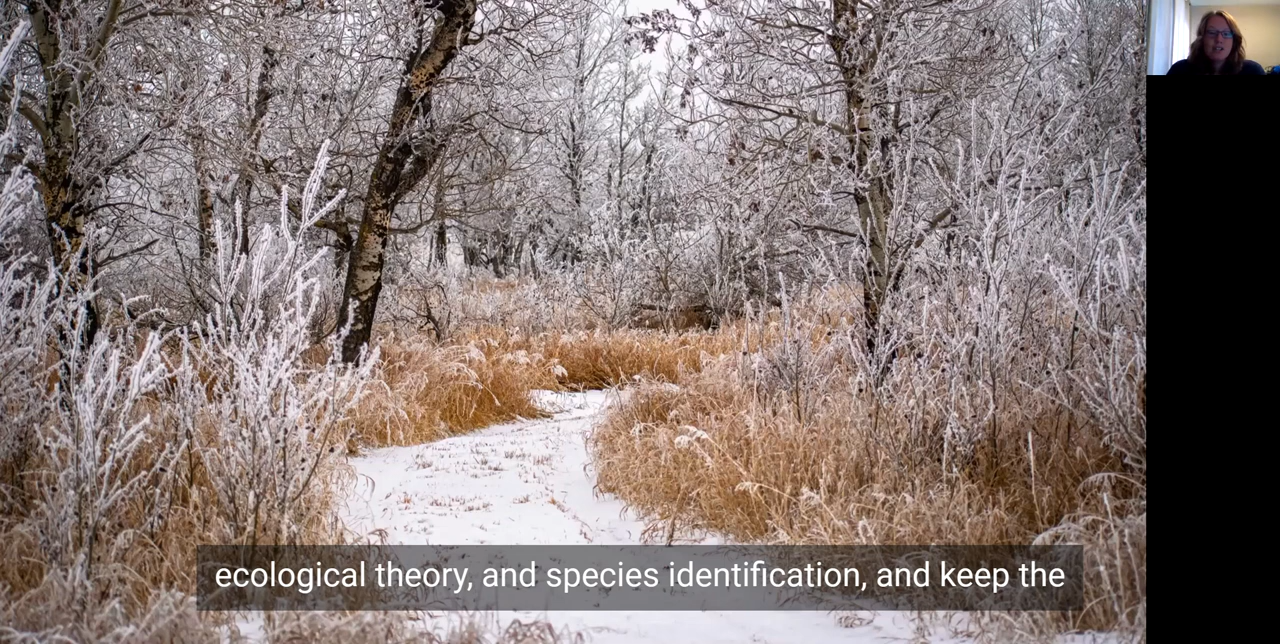 ecological theory, and species identification, and keep the